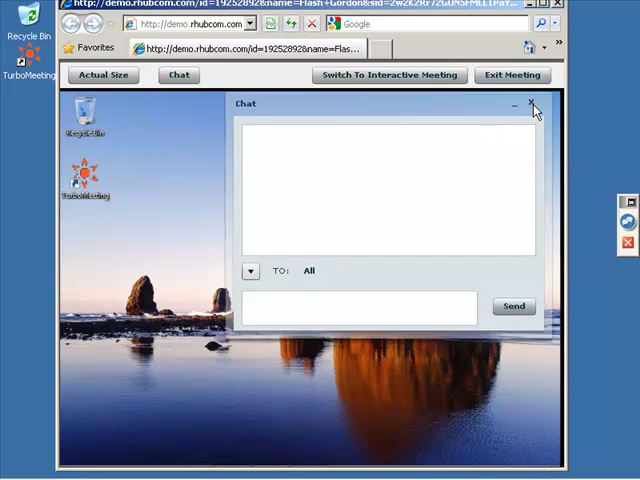 http://demo.rhubcom.com/id=19252892&name=Flash+Gordon&sid=
Recycle Bin
http://demo.rhubcom.com
Google
Favorites
http://demo.rhubcom.com/id=19252892&name=Flas...
TurboMeeting
Actual Size
Chat
Switch To Interactive Meeting
Exit Meeting
Chat
Recycle Bin
TurboMeeting
TO:
All
Send